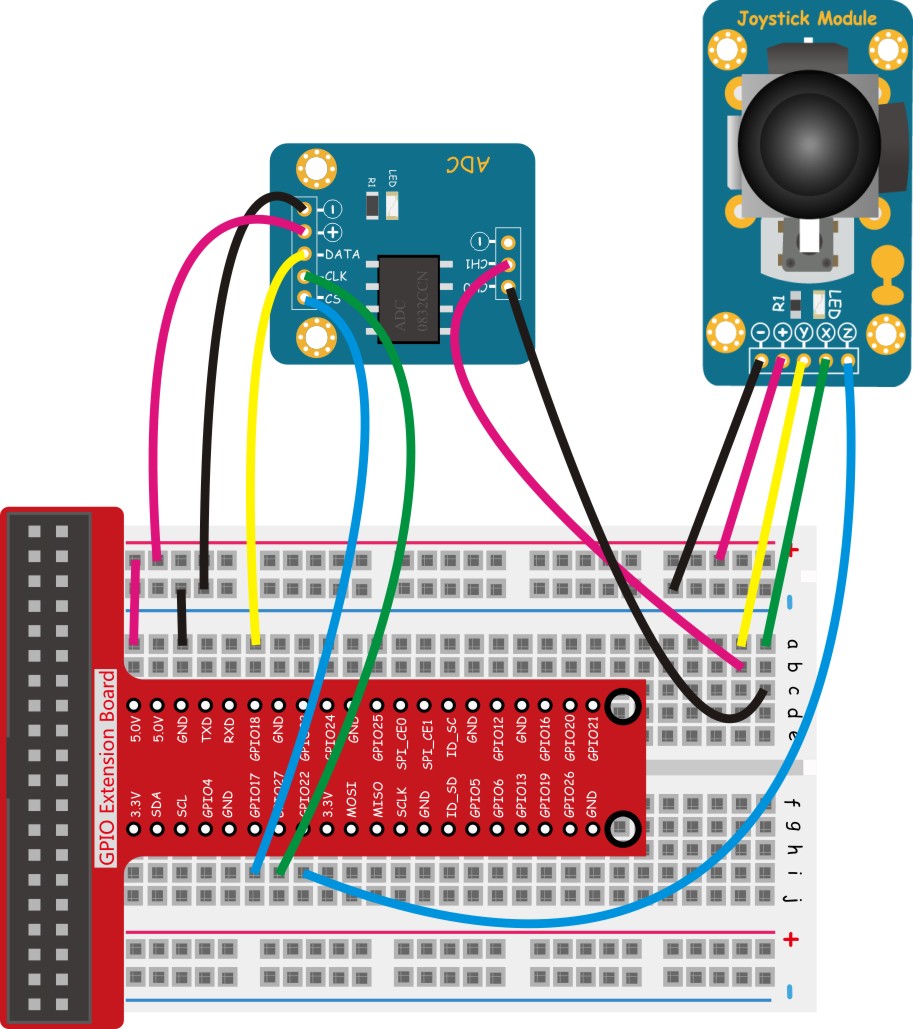 Joystick Module
R1
LED
-
+
y
x
Z
ADC
R1
LED
-
+
DATA
CLK
CS
-
CH1
ADC
0832CCN
+
-
a
b
c
d
e
5.0V
5.0V
GND
TXD
RXD
GPIO18
GND
GPIO24
GND
GPIO25
SPI_CE0
SPI_CE1
ID_SC
GND
GPIO12
GND
GPIO16
GPIO20
GPIO21
GPIO Extension Board
3.3V
SDA
SCL
GPIO4
GND
GPIO17
GPIO27
GPIO22
3.3V
MOSI
MISO
SCLK
GND
ID_SD
GPIO5
GPIO6
GPIO13
GPIO19
GPIO26
GND
f
g
h
i
j
+
-